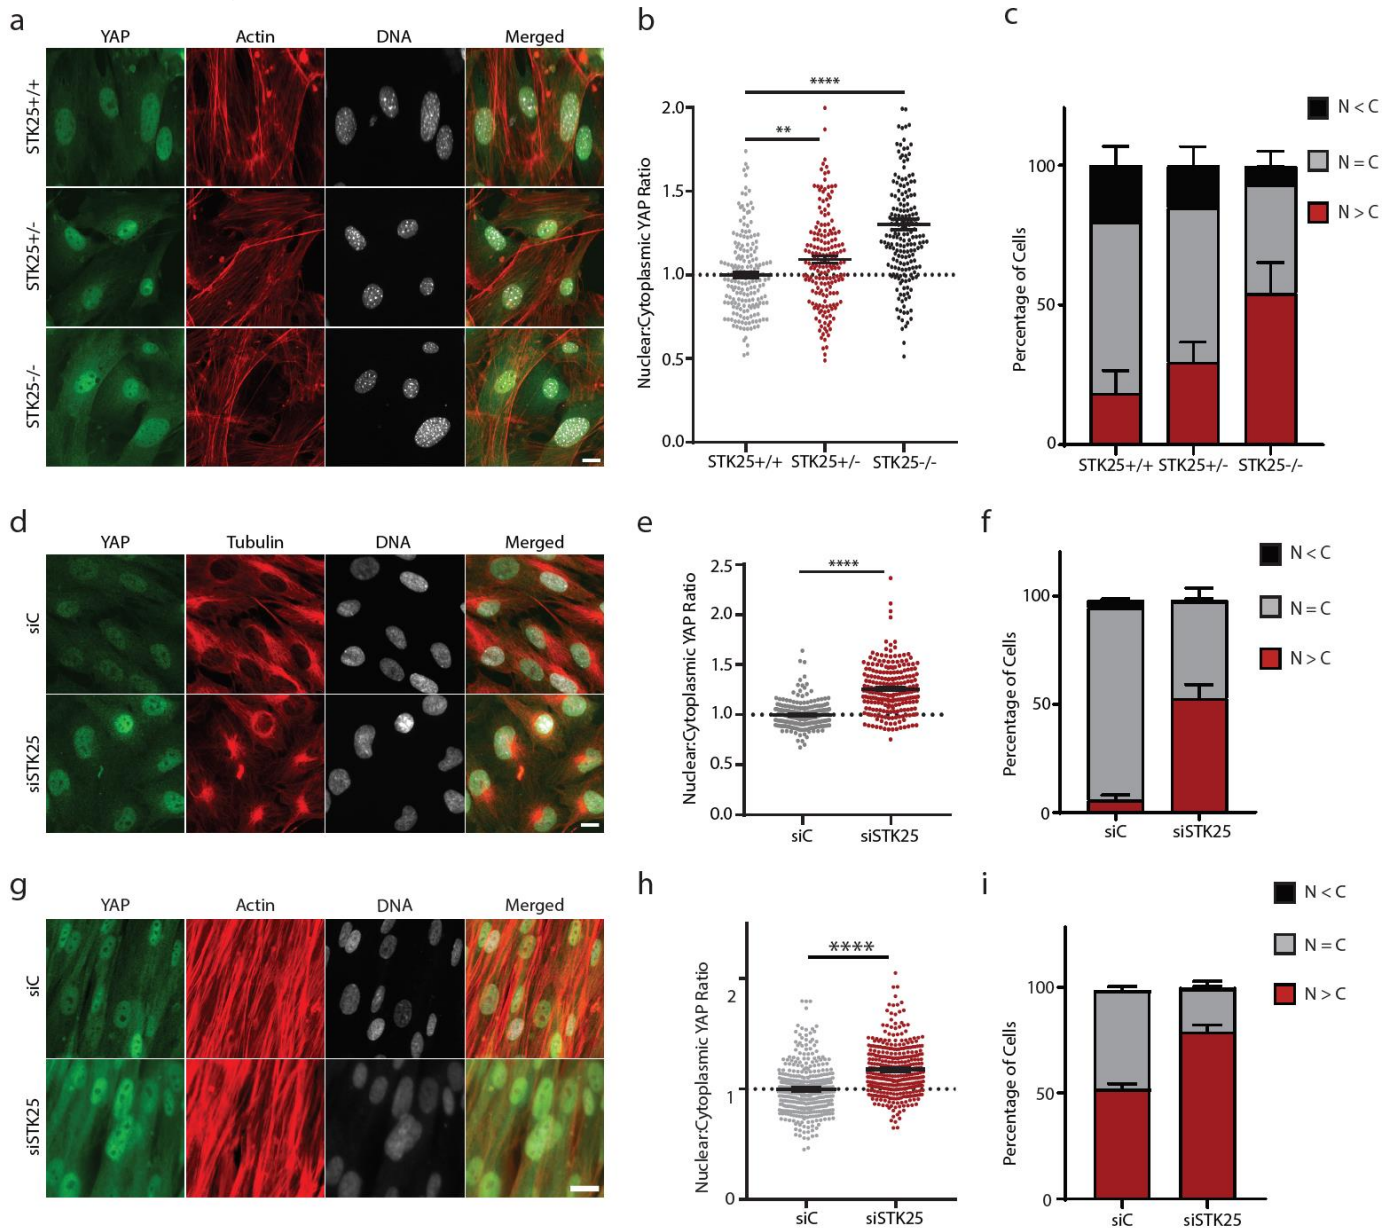 a
YAP Actin DNA Merged
STK25+/+
STK25+/-
STK25-/-
b
Nuclear:Cytoplasmic YAP Ratio
****
**
2.0
1.5
1.0
0.5
0.0
STK25+/+ STK25+/- STK25-/-
c
Percentage of Cells
100
50
0
STK25+/+ STK25+/- STK25-/-
N < C
N = C
N > C
d
YAP Tubulin DNA Merged
siC
siSTK25
e
Nuclear:Cytoplasmic YAP Ratio
****
2.5
2.0
1.5
1.0
0.5
0.0
siC siSTK25
f
Percentage of Cells
100
50
0
siC siSTK25
N < C
N = C
N > C
g
YAP Actin DNA Merged
siC
siSTK25
h
Nuclear:Cytoplasmic YAP Ratio
****
2
1
0
siC siSTK25
i
Percentage of Cells
100
50
0
siC siSTK25
N < C
N = C
N > C